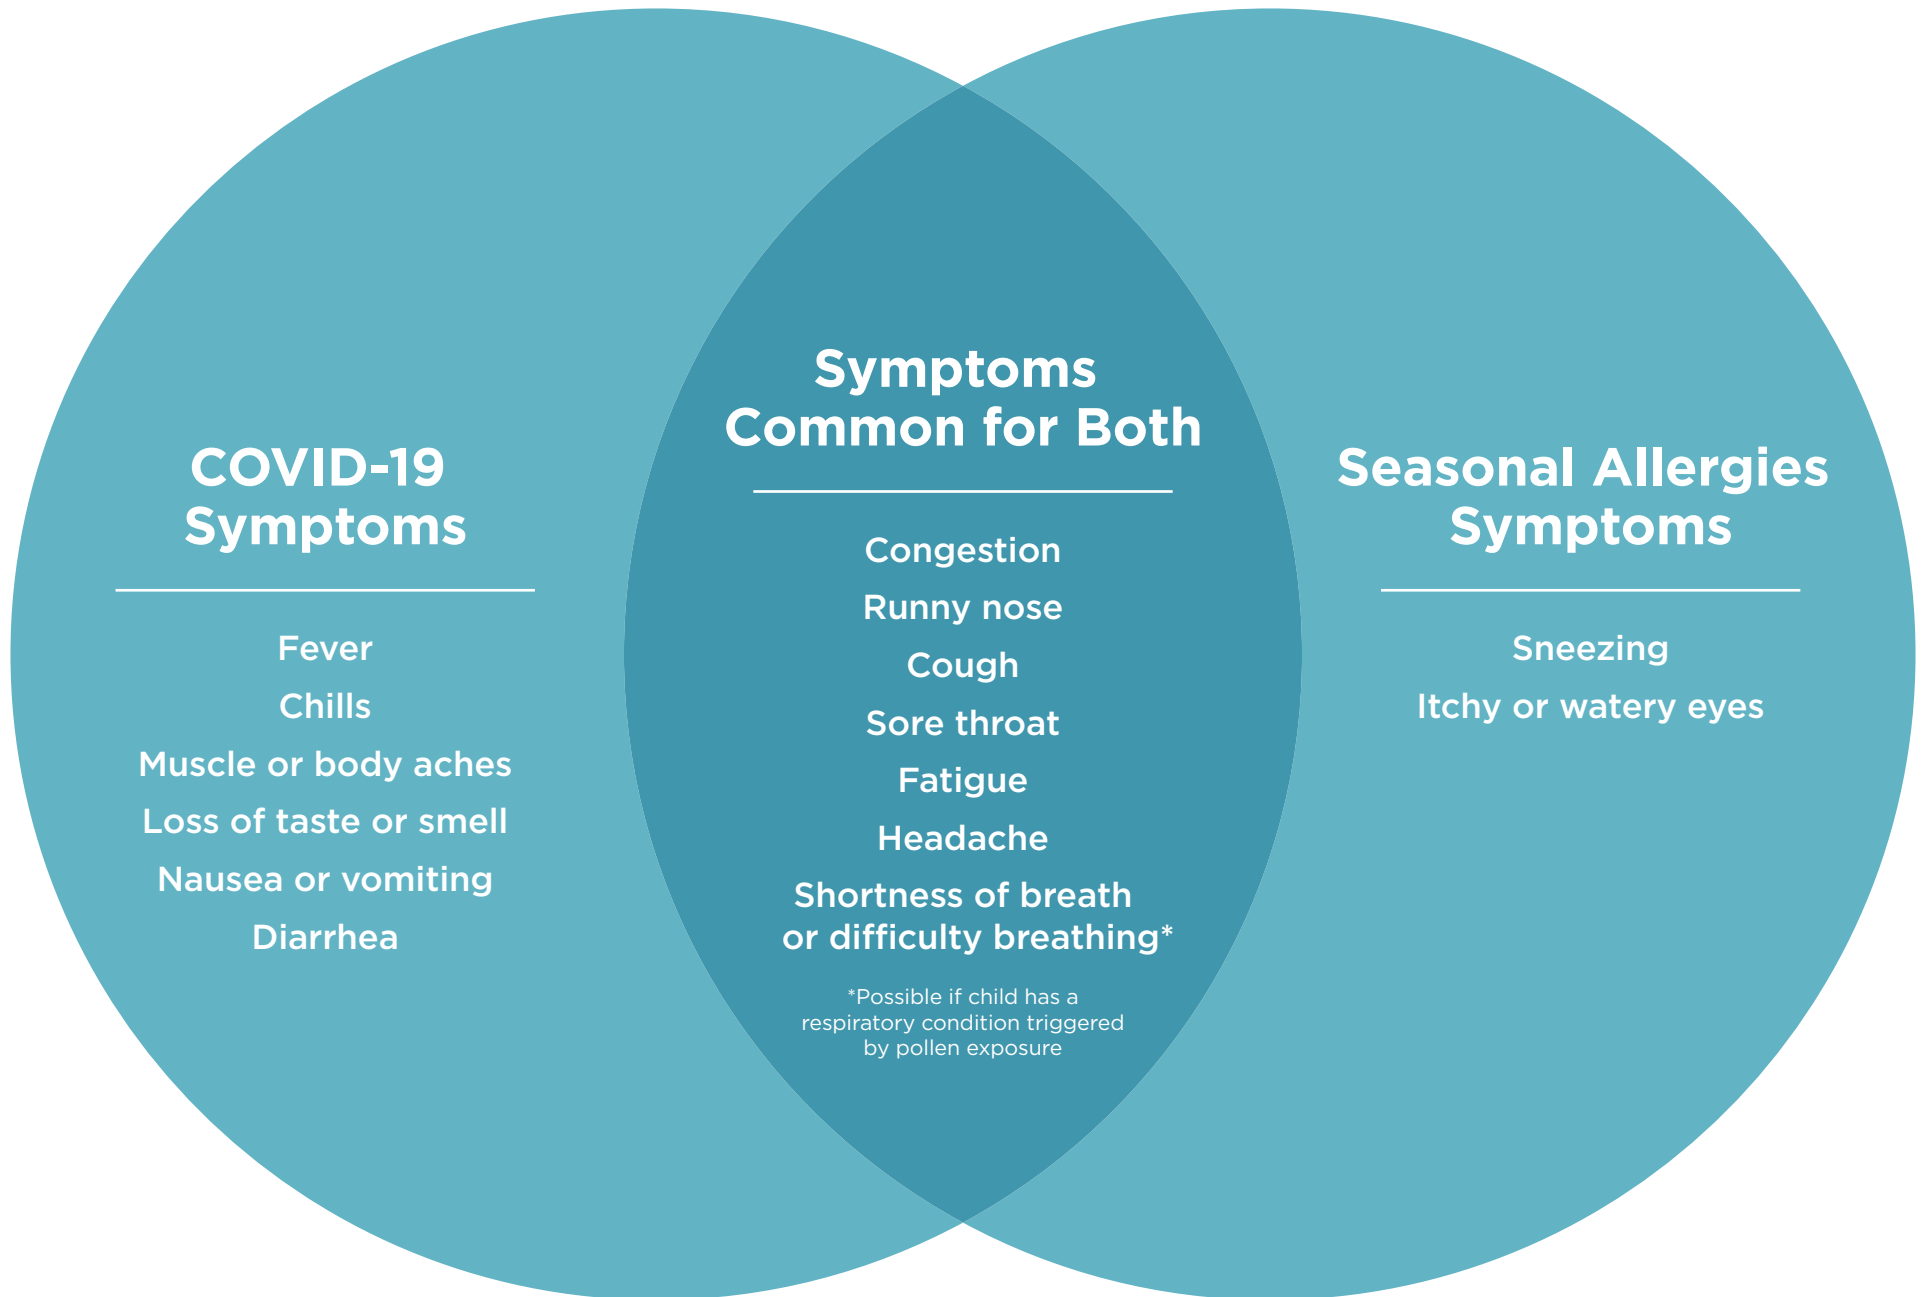 COVID-19
Symptoms
Fever
Chills
Muscle or body aches
Loss of taste or smell
Nausea or vomiting
Diarrhea
Symptoms
Common for Both
Congestion
Runny nose
Cough
Sore throat
Fatigue
Headache
Shortness of breath
or difficulty breathing*
*Possible if child has a
respiratory condition triggered
by pollen exposure
Seasonal Allergies
Symptoms
Sneezing
Itchy or watery eyes